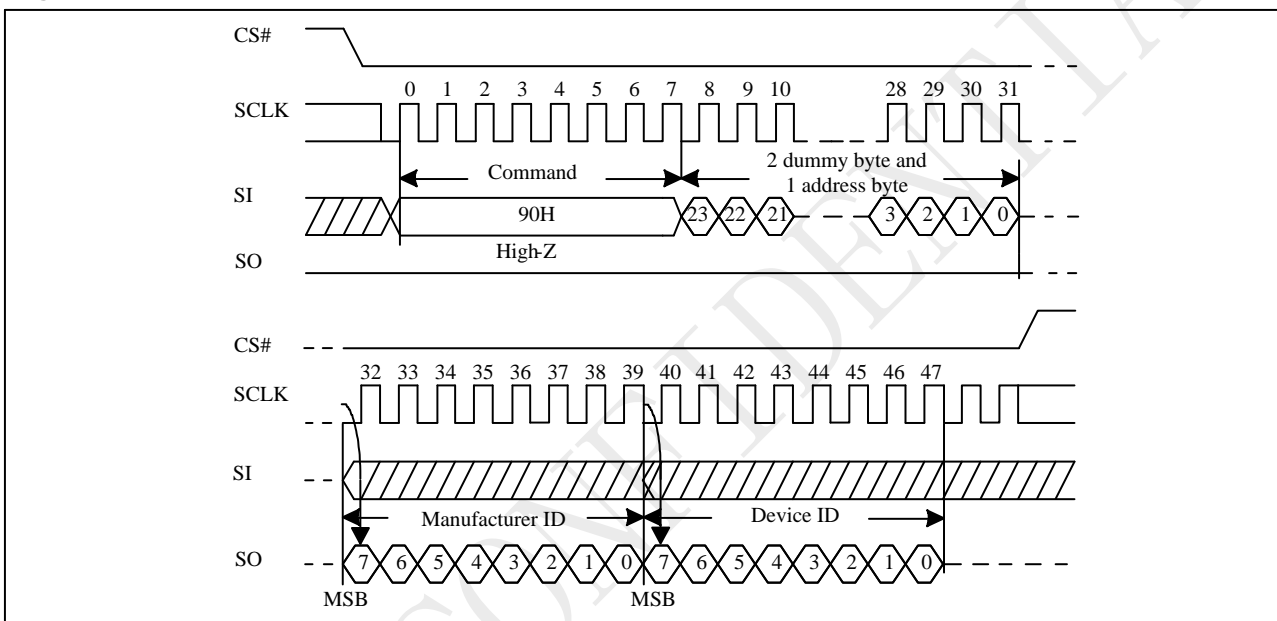 CS#
0 1 2 3 4 5 6 7 8 9 10 28 29 30 31
SCLK
Command
2 dummy byte and
1 address byte
SI
90H
23 22 21 3 2 1 0
High-Z
SO
CS#
32 33 34 35 36 37 38 39 40 41 42 43 44 45 46 47
SCLK
SI
Manufacturer ID
Device ID
SO
7 6 5 4 3 2 1 0 7 6 5 4 3 2 1 0
MSB MSB
CONFIDENTIA